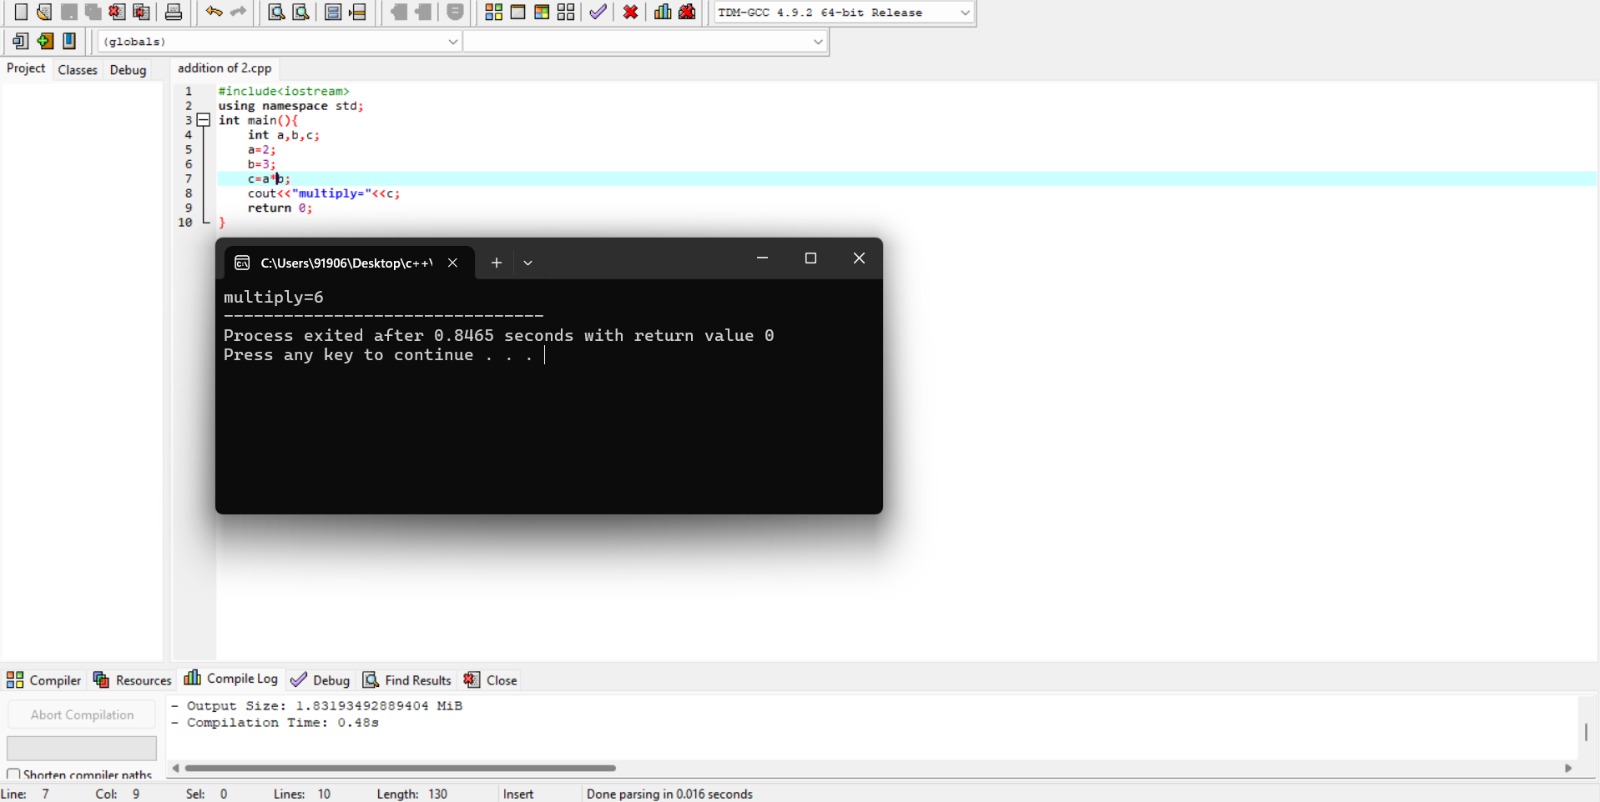 TDM-GCC 4.9.2 64-bit Release
(globals)
Project Classes Debug addition of 2.cpp
1 #include<iostream>
2 using namespace std;
3 int main(){
4 int a,b,c;
5 a=2;
6 b=3;
7 c=a*b;
8 cout<<"multiply="<<c;
9 return 0;
10 }
C:\Users\91906\Desktop\c++\
multiply=6
--------------------------------
Process exited after 0.8465 seconds with return value 0
Press any key to continue . . .
Compiler Resources Compile Log Debug Find Results Close
Abort Compilation
- Output Size: 1.83193492889404 MiB
- Compilation Time: 0.48s
Shorten compiler paths
Line: 7 Col: 9 Sel: 0 Lines: 10 Length: 130 Insert Done parsing in 0.016 seconds